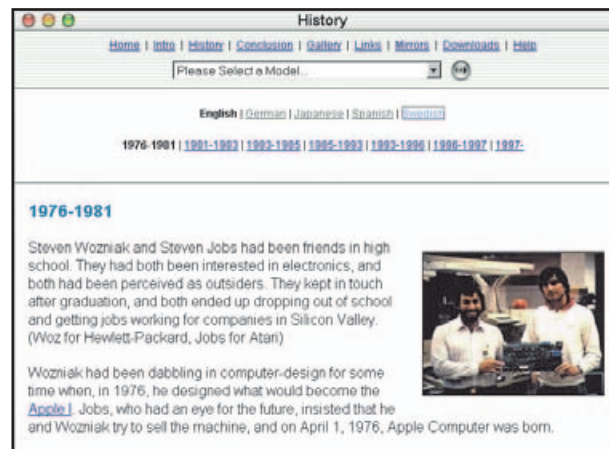 History
Home | Intro | History | Conclusion | Gallery | Links | Mirrors | Downloads | Help
Please Select a Model...
English | German | Japanese | Spanish | Swedish
1976-1981 | 1981-1983 | 1983-1985 | 1985-1993 | 1993-1996 | 1996-1997 | 1997-
1976-1981
Steven Wozniak and Steven Jobs had been friends in high
school. They had both been interested in electronics, and
both had been perceived as outsiders. They kept in touch
after graduation, and both ended up dropping out of school
and getting jobs working for companies in Silicon Valley.
(Woz for Hewlett-Packard, Jobs for Atari)
Wozniak had been dabbling in computer-design for some
time when, in 1976, he designed what would become the
Apple I. Jobs, who had an eye for the future, insisted that he
and Wozniak try to sell the machine, and on April 1, 1976, Apple Computer was born.